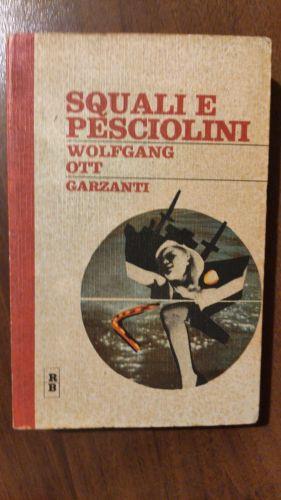 SQUALI E
PESCIOLINI
WOLFGANG
OTT
GARZANTI
R
B